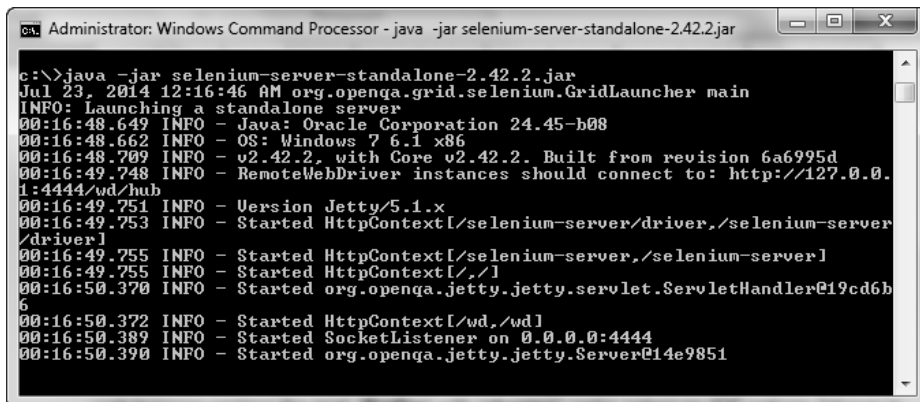 Administrator: Windows Command Processor - java -jar selenium-server-standalone-2.42.2.jar
c:\>java -jar selenium-server-standalone-2.42.2.jar
Jul 23, 2014 12:16:46 AM org.openqa.grid.selenium.GridLauncher main
INFO: Launching a standalone server
00:16:48.649 INFO - Java: Oracle Corporation 24.45-b08
00:16:48.662 INFO - OS: Windows 7 6.1 x86
00:16:48.709 INFO - v2.42.2, with Core v2.42.2. Built from revision 6a6995d
00:16:49.748 INFO - RemoteWebDriver instances should connect to: http://127.0.0.
1:4444/wd/hub
00:16:49.751 INFO - Version Jetty/5.1.x
00:16:49.753 INFO - Started HttpContext[/selenium-server/driver,/selenium-server
/driver]
00:16:49.755 INFO - Started HttpContext[/selenium-server,/selenium-server]
00:16:49.755 INFO - Started HttpContext[/,/]
00:16:50.370 INFO - Started org.openqa.jetty.jetty.servlet.ServletHandler@19cd6b
6
00:16:50.372 INFO - Started HttpContext[/wd,/wd]
00:16:50.389 INFO - Started SocketListener on 0.0.0.0:4444
00:16:50.390 INFO - Started org.openqa.jetty.jetty.Server@14e9851